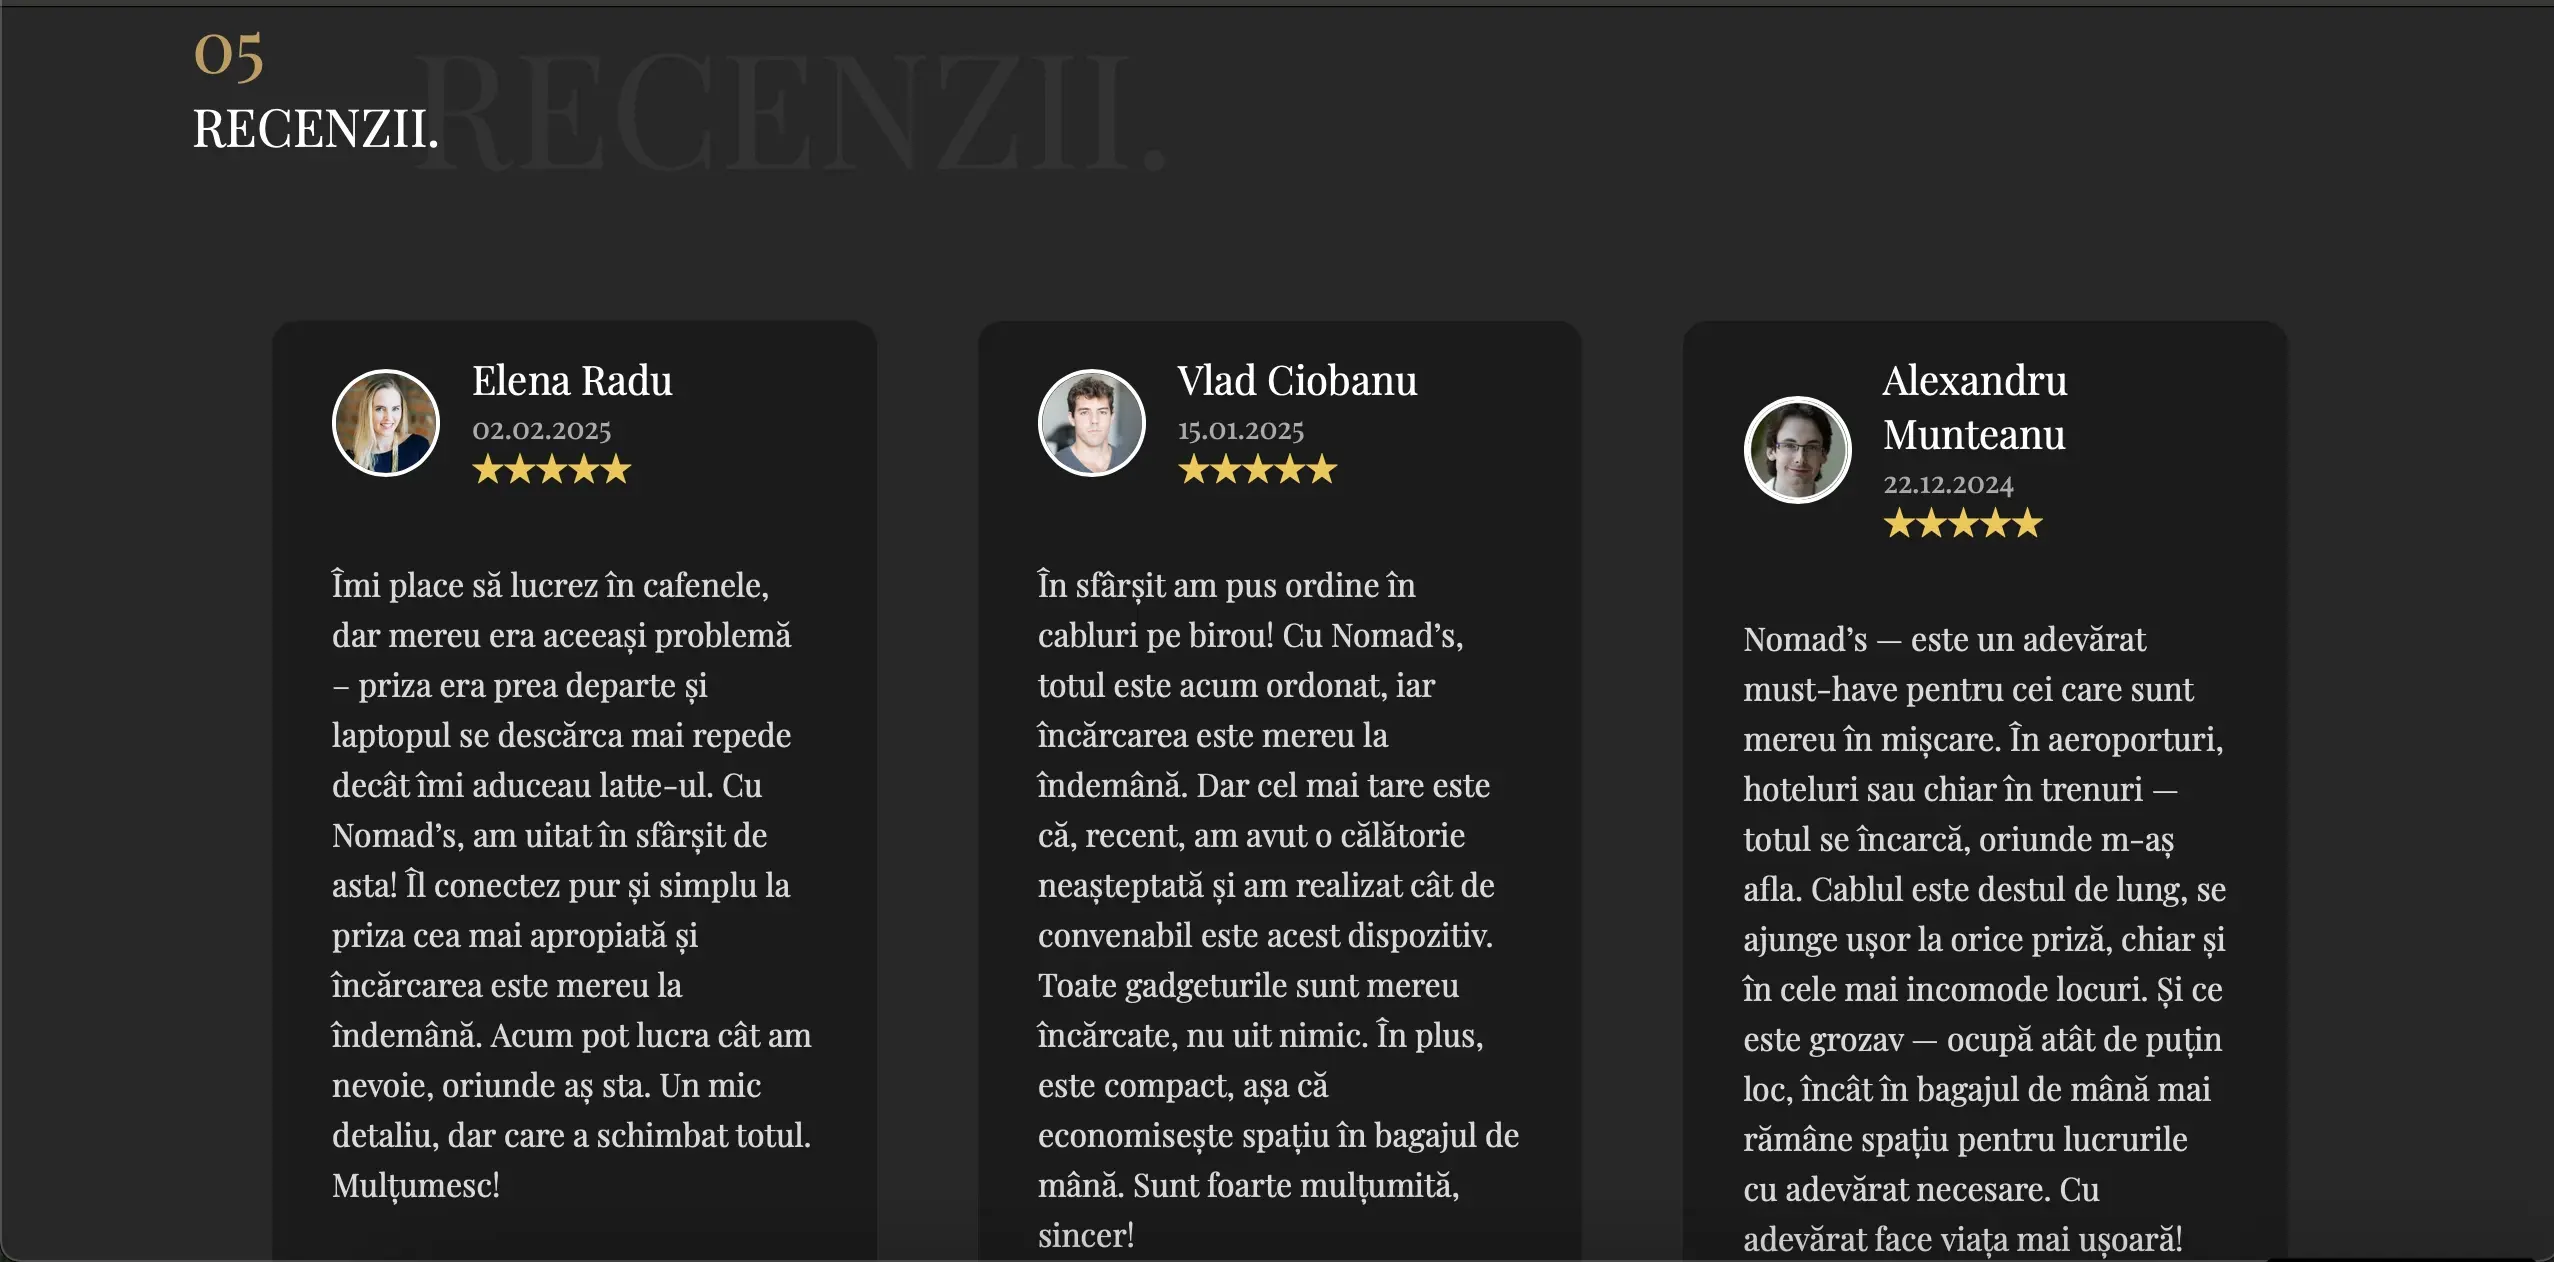 05
RECENZII.
RECENZII.
Elena Radu
02.02.2025
Îmi place să lucrez în cafenele,
dar mereu era aceeași problemă
– priza era prea departe și
laptopul se descărca mai repede
decât îmi aduceau latte-ul. Cu
Nomad’s, am uitat în sfârșit de
asta! Îl conectez pur și simplu la
priza cea mai apropiată și
încărcarea este mereu la
îndemână. Acum pot lucra cât am
nevoie, oriunde aș sta. Un mic
detaliu, dar care a schimbat totul.
Mulțumesc!
Vlad Ciobanu
15.01.2025
În sfârșit am pus ordine în
cabluri pe birou! Cu Nomad’s,
totul este acum ordonat, iar
încărcarea este mereu la
îndemână. Dar cel mai tare este
că, recent, am avut o călătorie
neașteptată și am realizat cât de
convenabil este acest dispozitiv.
Toate gadgeturile sunt mereu
încărcate, nu uit nimic. În plus,
este compact, așa că
economisește spațiu în bagajul de
mână. Sunt foarte mulțumită,
sincer!
Alexandru
Munteanu
22.12.2024
Nomad’s — este un adevărat
must-have pentru cei care sunt
mereu în mișcare. În aeroporturi,
hoteluri sau chiar în trenuri —
totul se încarcă, oriunde m-aș
afla. Cablul este destul de lung, se
ajunge ușor la orice priză, chiar și
în cele mai incomode locuri. Și ce
este grozav — ocupă atât de puțin
loc, încât în bagajul de mână mai
rămâne spațiu pentru lucrurile
cu adevărat necesare. Cu
adevărat face viața mai ușoară!